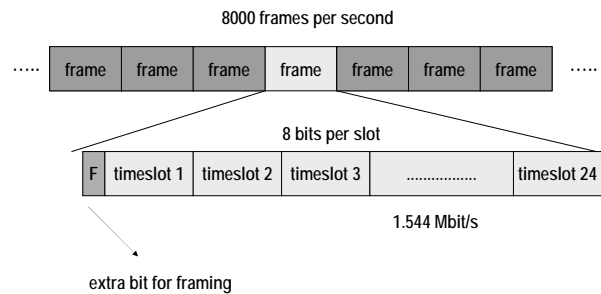 8000 frames per second
..... frame frame frame frame frame frame frame .....
8 bits per slot
F timeslot 1 timeslot 2 timeslot 3 ................ timeslot 24
1.544 Mbit/s
extra bit for framing